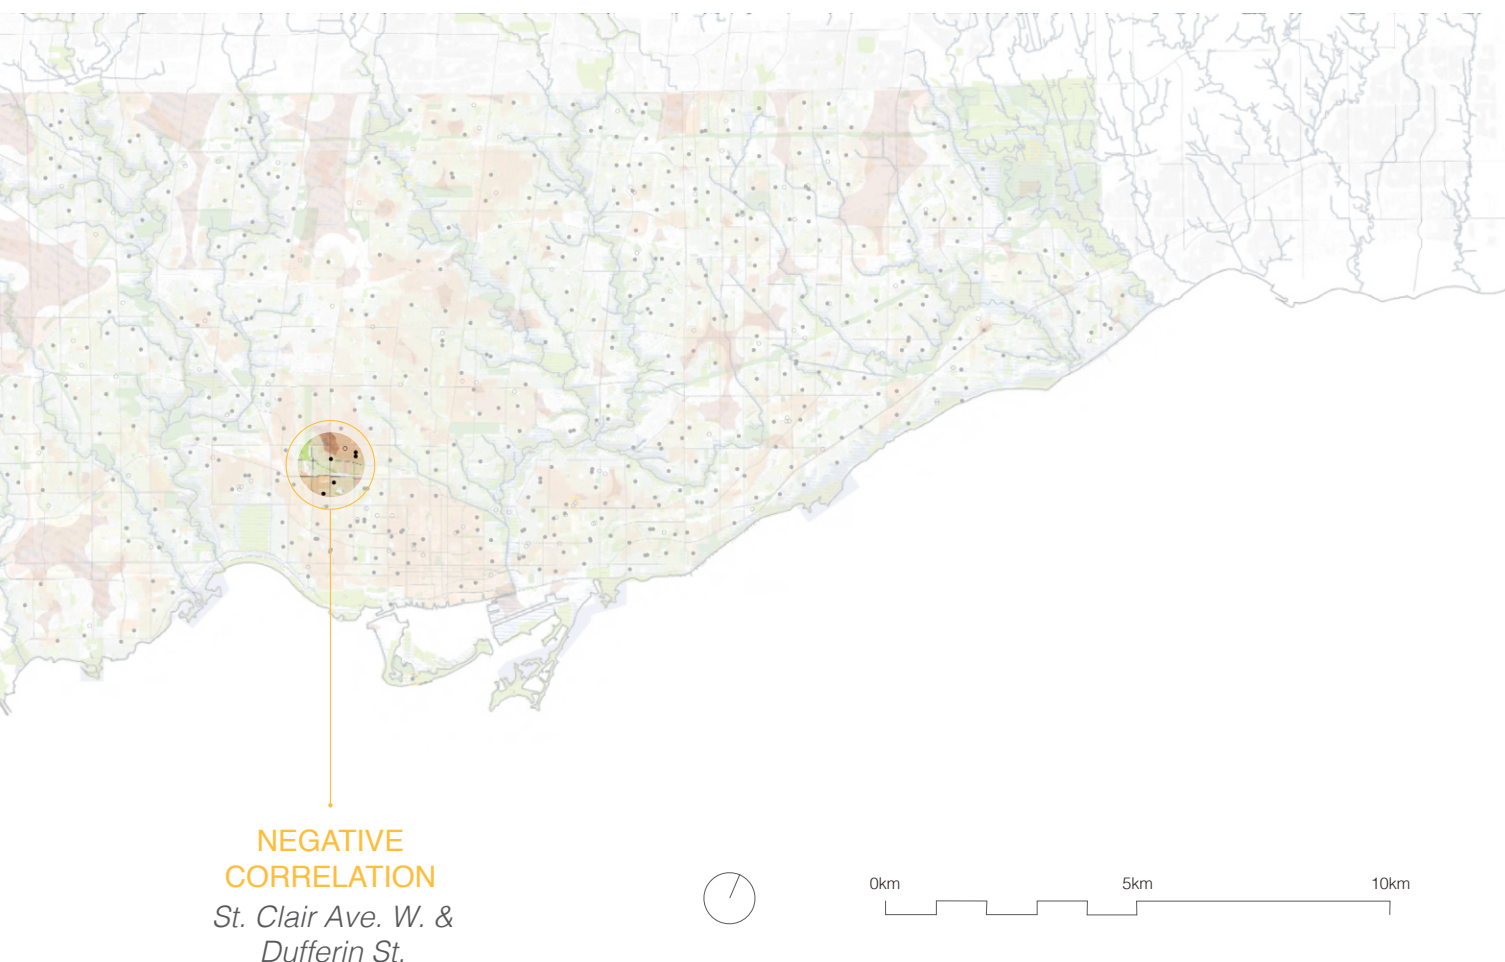 NEGATIVE
CORRELATION
St. Clair Ave. W. &
Dufferin St.
0km 5km 10km